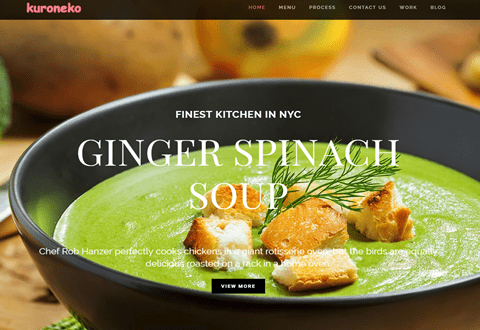 kuroneko
HOME MENU PROCESS CONTACT US WORK BLOG
FINEST KITCHEN IN NYC
GINGER SPINACH
SOUP
Chef Rob Hanzer perfectly cooks chickens in a giant rotisserie oven, but the birds are equally
delicious roasted on a rack in a home oven.
VIEW MORE